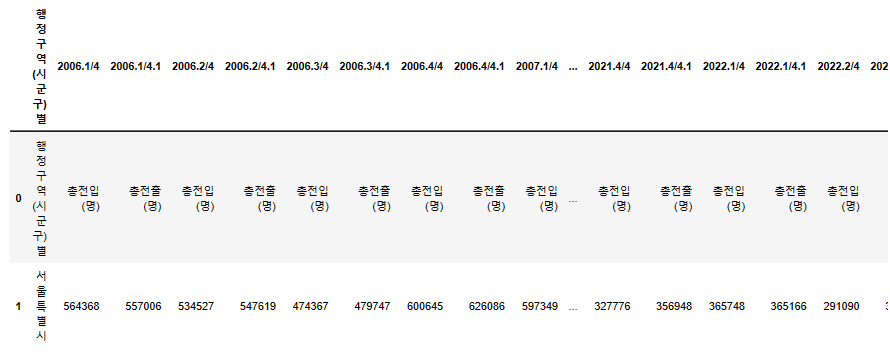 행
정
구
역
(시
군
구)
별
2006.1/4 2006.1/4.1 2006.2/4 2006.2/4.1 2006.3/4 2006.3/4.1 2006.4/4 2006.4/4.1 2007.1/4 ... 2021.4/4 2021.4/4.1 2022.1/4 2022.1/4.1 2022.2/4 202
0
행
정
구
역
(시
군
구)
별
총전입 총전출 총전입 총전출 총전입 총전출 총전입 총전출 총전입 ... 총전입 총전출 총전입 총전출 총전입
(명) (명) (명) (명) (명) (명) (명) (명) (명) (명) (명) (명) (명) (명)
1
서
울
특
별
시
564368 557006 534527 547619 474367 479747 600645 626086 597349 ... 327776 356948 365748 365166 291090